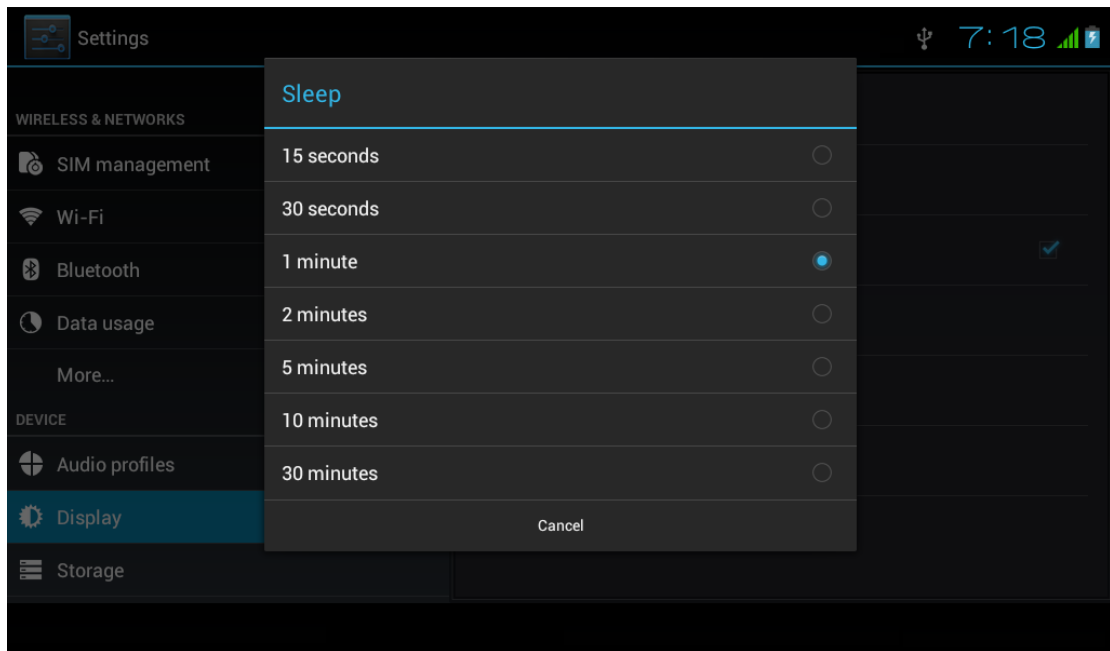 Settings
7:18
Sleep
WIRELESS & NETWORKS
SIM management
Wi-Fi
Bluetooth
Data usage
More...
DEVICE
Audio profiles
Display
Storage
15 seconds
30 seconds
1 minute
2 minutes
5 minutes
10 minutes
30 minutes
Cancel